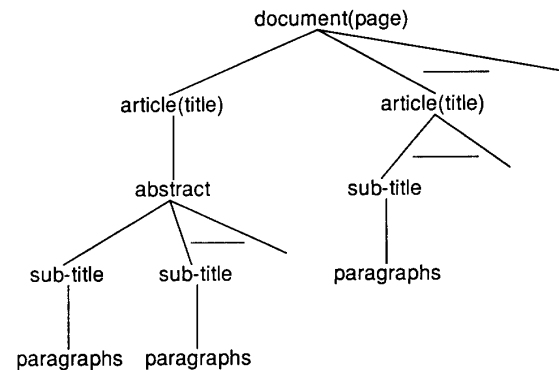 document(page)
article(title) article(title)
abstract sub-title
sub-title sub-title paragraphs
paragraphs paragraphs